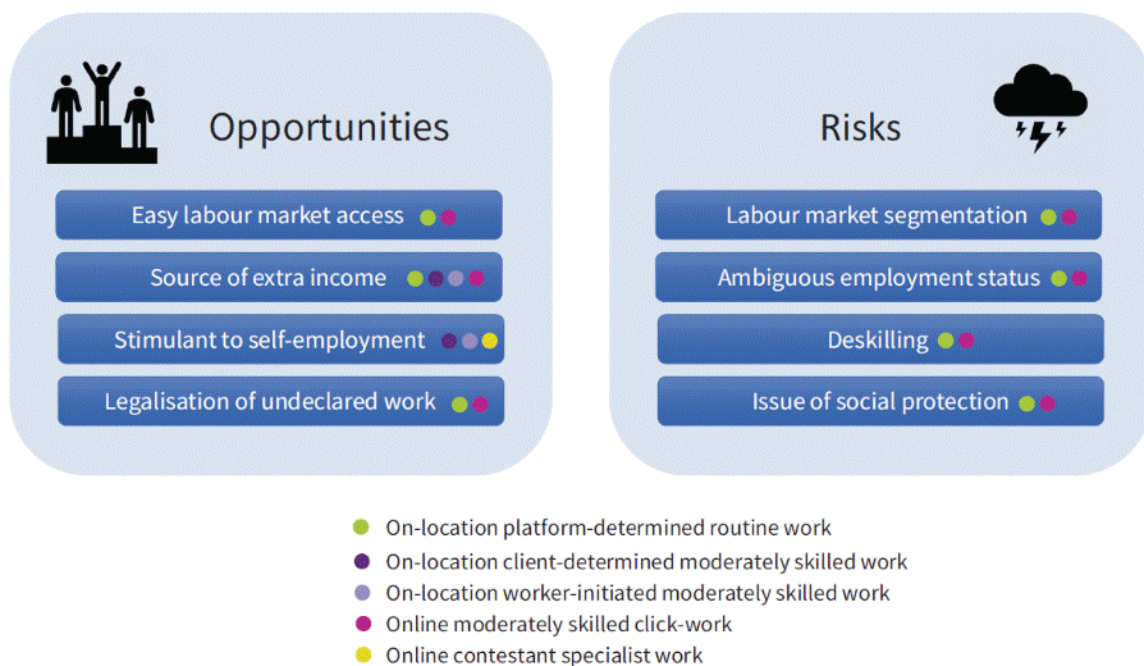 Opportunities
Easy labour market access
Source of extra income
Stimulant to self-employment
Legalisation of undeclared work
Risks
Labour market segmentation
Ambiguous employment status
Deskilling
Issue of social protection
On-location platform-determined routine work
On-location client-determined moderately skilled work
On-location worker-initiated moderately skilled work
Online moderately skilled click-work
Online contestant specialist work